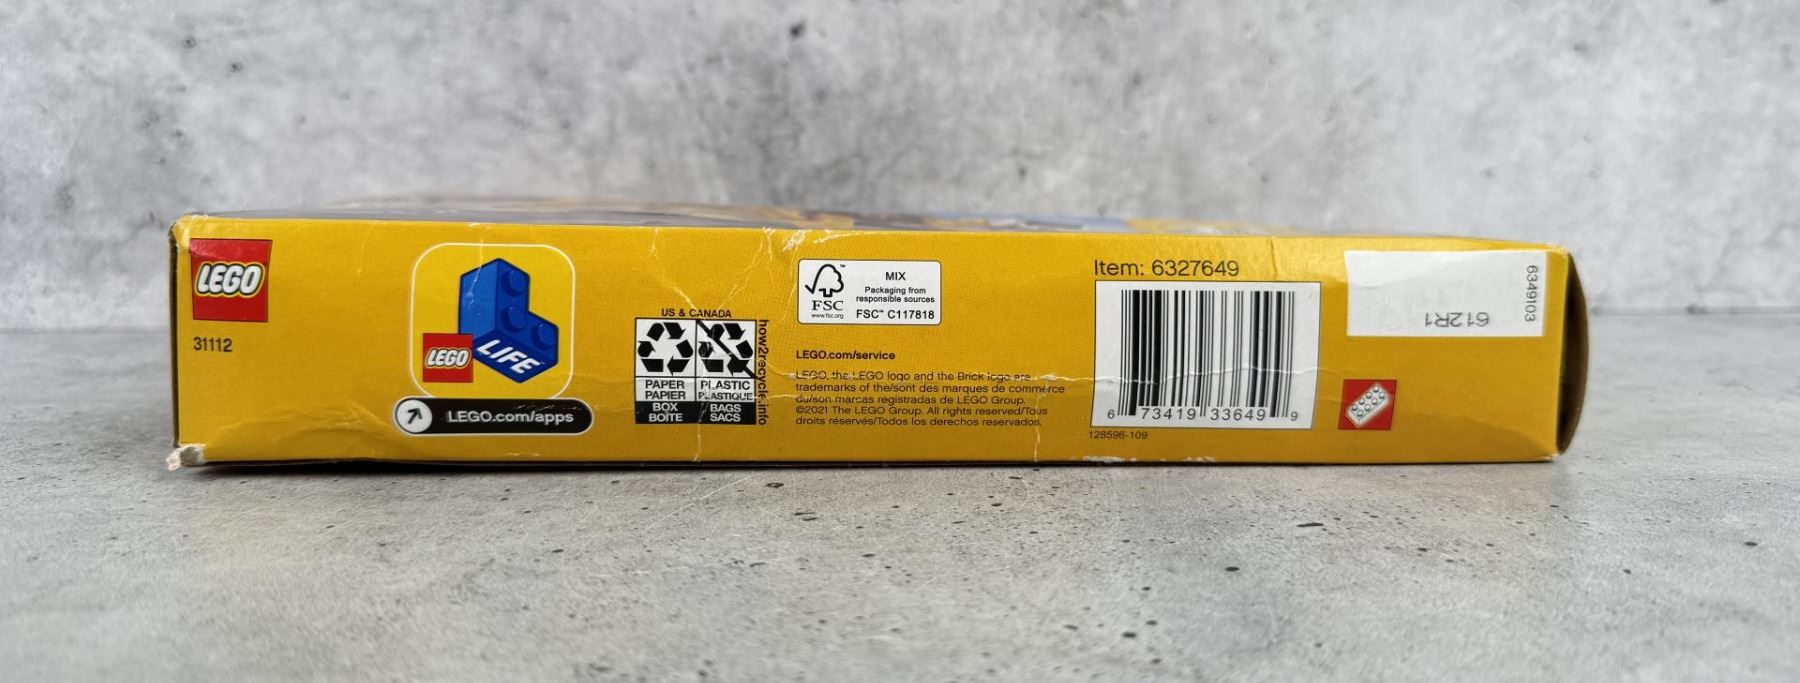 LEGO
31112
LEGO
LIFE
LEGO.com/apps
US & CANADA
PAPER
PAPIER
BOX
BOÎTE
PLASTIC
PLASTIQUE
BAGS
SACS
how2recycle.info
FSC
www.fsc.org
MIX
Packaging from
responsible sources
FSC™ C117818
LEGO.com/service
LEGO, the LEGO logo and the Brick logo are
trademarks of the/sont des marques de commerce
du/son marcas registradas de LEGO Group.
©2021 The LEGO Group. All rights reserved/Tous
droits réservés/Todos los derechos reservados.
Item: 6327649
6 73419 33649 9
128596-109
6349103
612R1